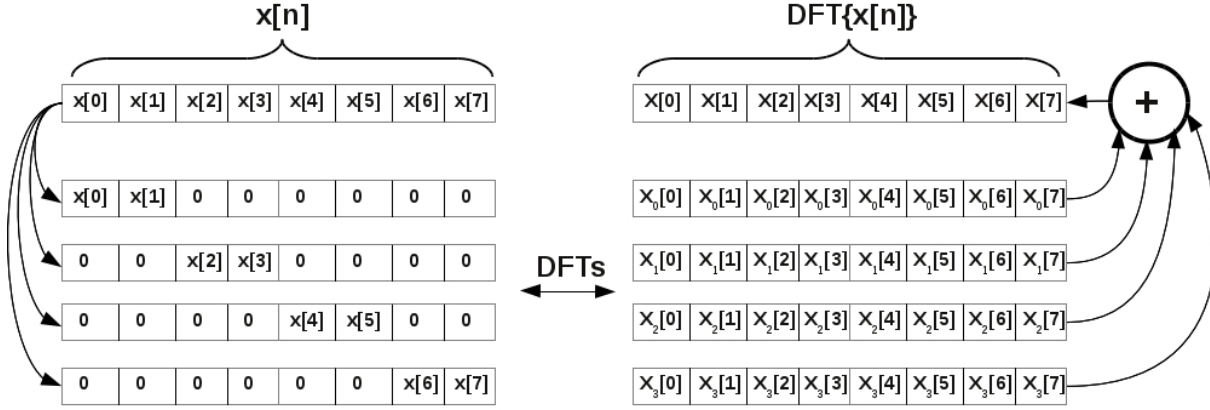 x[n] DFT{x[n]}
x[0] x[1] x[2] x[3] x[4] x[5] x[6] x[7] X[0] X[1] X[2] X[3] X[4] X[5] X[6] X[7] +
x[0] x[1] 0 0 0 0 0 0 X₀[0] X₀[1] X₀[2] X₀[3] X₀[4] X₀[5] X₀[6] X₀[7]
0 0 x[2] x[3] 0 0 0 0 X₁[0] X₁[1] X₁[2] X₁[3] X₁[4] X₁[5] X₁[6] X₁[7]
DFTs
0 0 0 0 x[4] x[5] 0 0 X₂[0] X₂[1] X₂[2] X₂[3] X₂[4] X₂[5] X₂[6] X₂[7]
0 0 0 0 0 0 x[6] x[7] X₃[0] X₃[1] X₃[2] X₃[3] X₃[4] X₃[5] X₃[6] X₃[7]